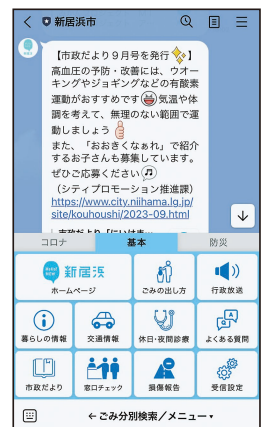 新居浜市
【市政だより9月号を発行✨】
高血圧の予防・改善には、ウオー
キングやジョギングなどの有酸素
運動がおすすめです😄気温や体
調を考えて、無理のない範囲で運
動しましょう☝
また、「おおきくなぁれ」で紹介
するお子さんも募集しています。
ぜひご応募ください🎵
（シティプロモーション推進課）
https://www.city.niihama.lg.jp/
site/kouhoushi/2023-09.html
コロナ
基本
防災
新居浜
ホームページ
ごみの出し方
行政放送
暮らしの情報
交通情報
休日・夜間診療
よくある質問
市政だより
窓口チェック
損傷報告
受信設定
←ごみ分別検索／メニュー▾